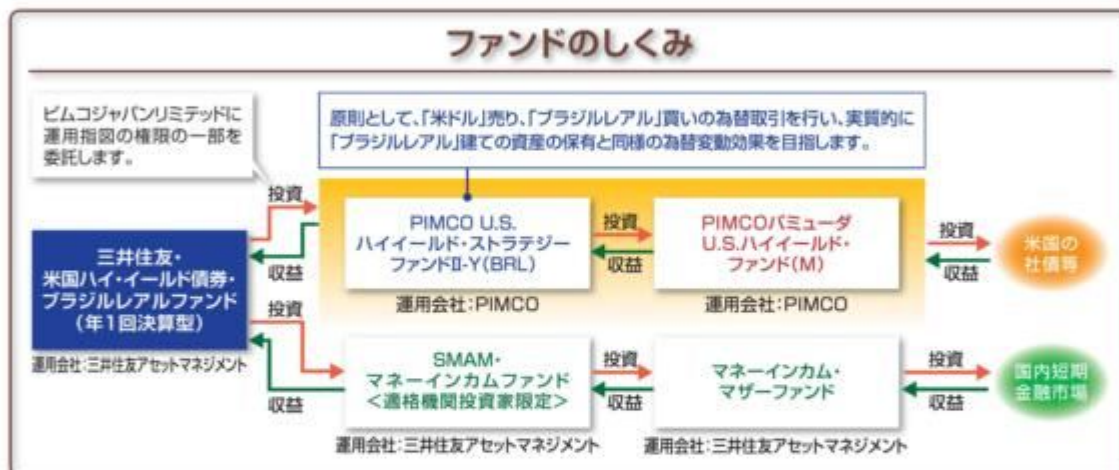 ファンドのしくみ
ピムコジャパンリミテッドに
運用指図の権限の一部を
委託します。
原則として、「米ドル」売り、「ブラジルレアル」買いの為替取引を行い、実質的に
「ブラジルレアル」建ての資産の保有と同様の為替変動効果を目指します。
投資
収益
PIMCO U.S.
ハイイールド・ストラテジー
ファンドII-Y(BRL)
運用会社:PIMCO
投資
収益
PIMCOバミューダ
U.S.ハイイールド・
ファンド(M)
運用会社:PIMCO
投資
収益
米国の
社債等
三井住友・
米国ハイ・イールド債券・
ブラジルレアルファンド
(年1回決算型)
運用会社:三井住友アセットマネジメント
投資
収益
SMAM・
マネーインカムファンド
<適格機関投資家限定>
運用会社:三井住友アセットマネジメント
投資
収益
マネーインカム・
マザーファンド
運用会社:三井住友アセットマネジメント
投資
収益
国内短期
金融市場